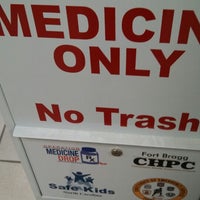 MEDICIN
ONLY
No Trash
MEDICINE
DROP
Fort Bragg
CHPC
Safe Kids